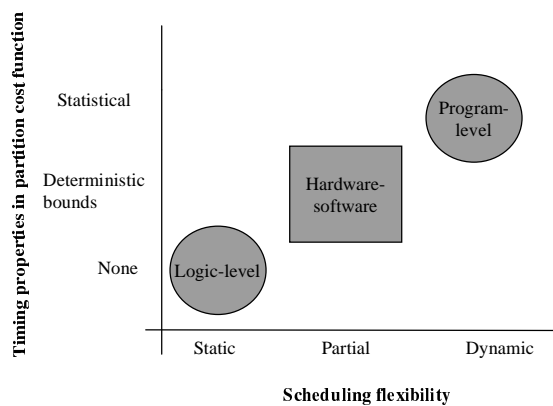 Timing properties in partition cost function
Statistical
Program-
level
Deterministic
bounds
Hardware-
software
None
Logic-level
Static
Partial
Dynamic
Scheduling flexibility